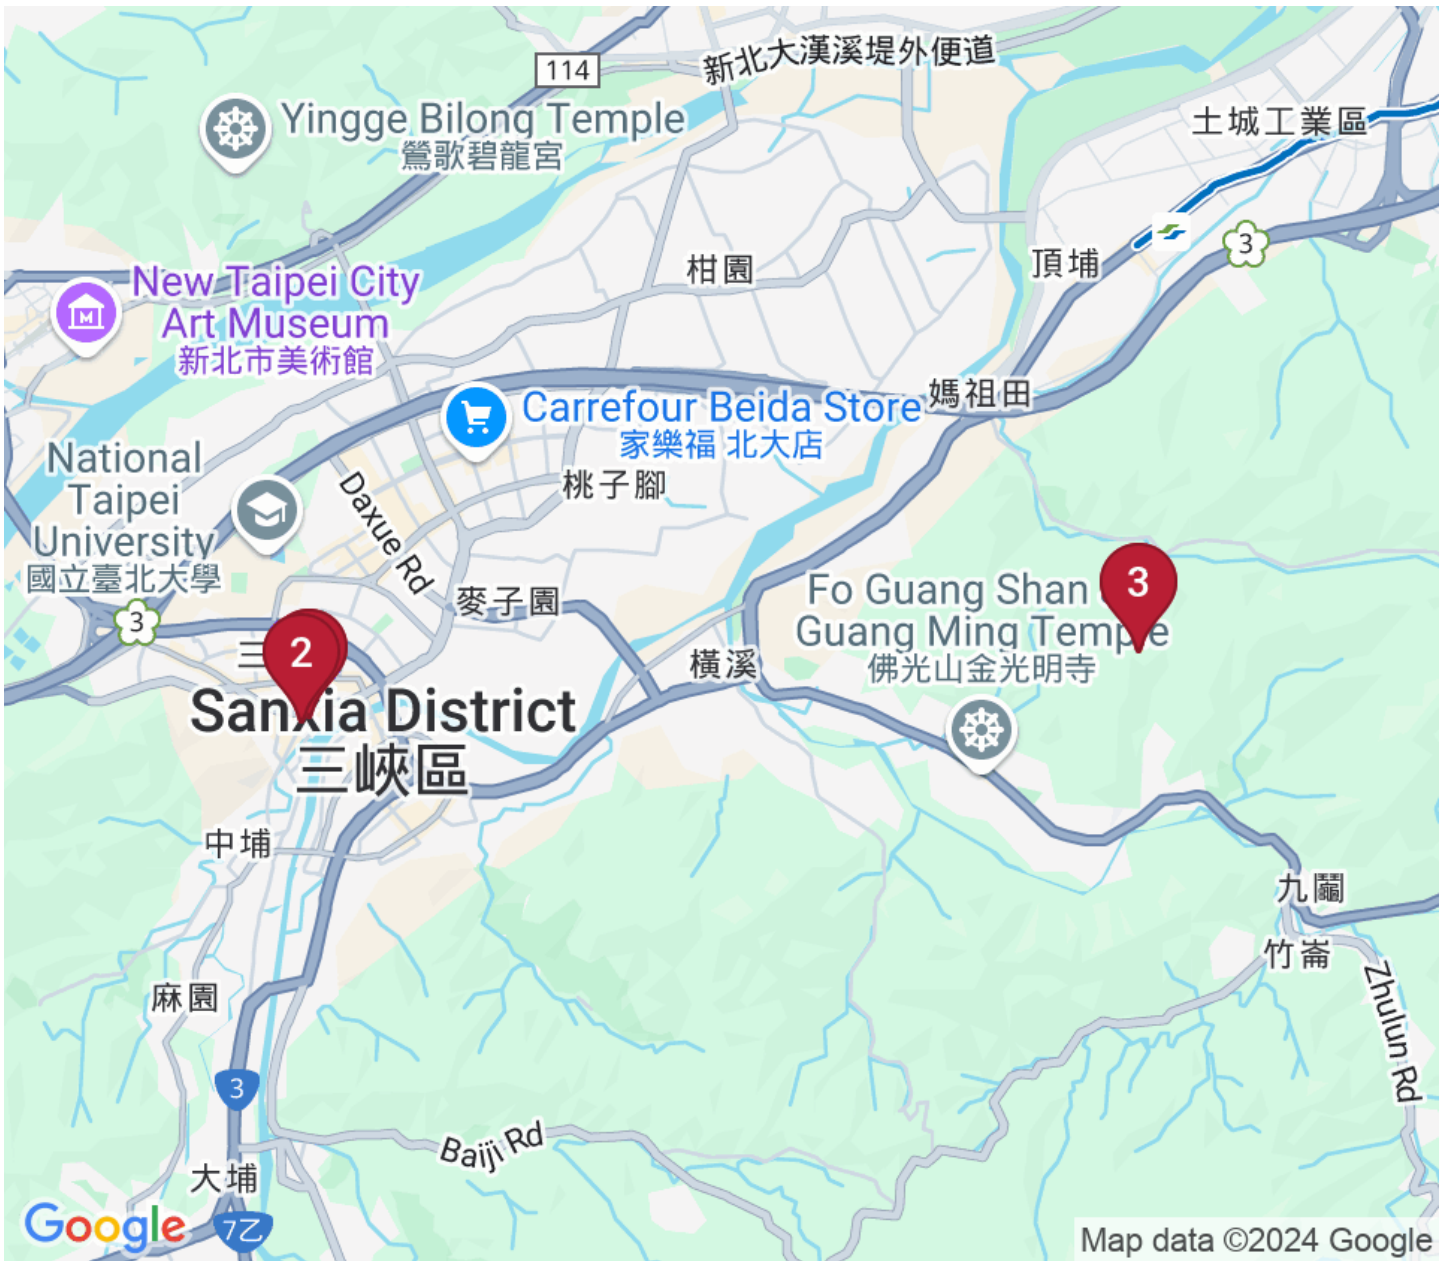 新北大漢溪堤外便道
114
Yingge Bilong Temple
鶯歌碧龍宮
土城工業區
3
頂埔
柑園
New Taipei City
Art Museum
新北市美術館
Carrefour Beida Store
家樂福 北大店
媽祖田
National
Taipei
University
國立臺北大學
桃子腳
Daxue Rd
麥子園
3
Fo Guang Shan
Guang Ming Temple
佛光山金光明寺
3
三
2
橫溪
Sanxia District
三峽區
中埔
九鬮
竹崙
麻園
Zhulun Rd
3
Baiji Rd
大埔
7乙
Google
Map data ©2024 Google